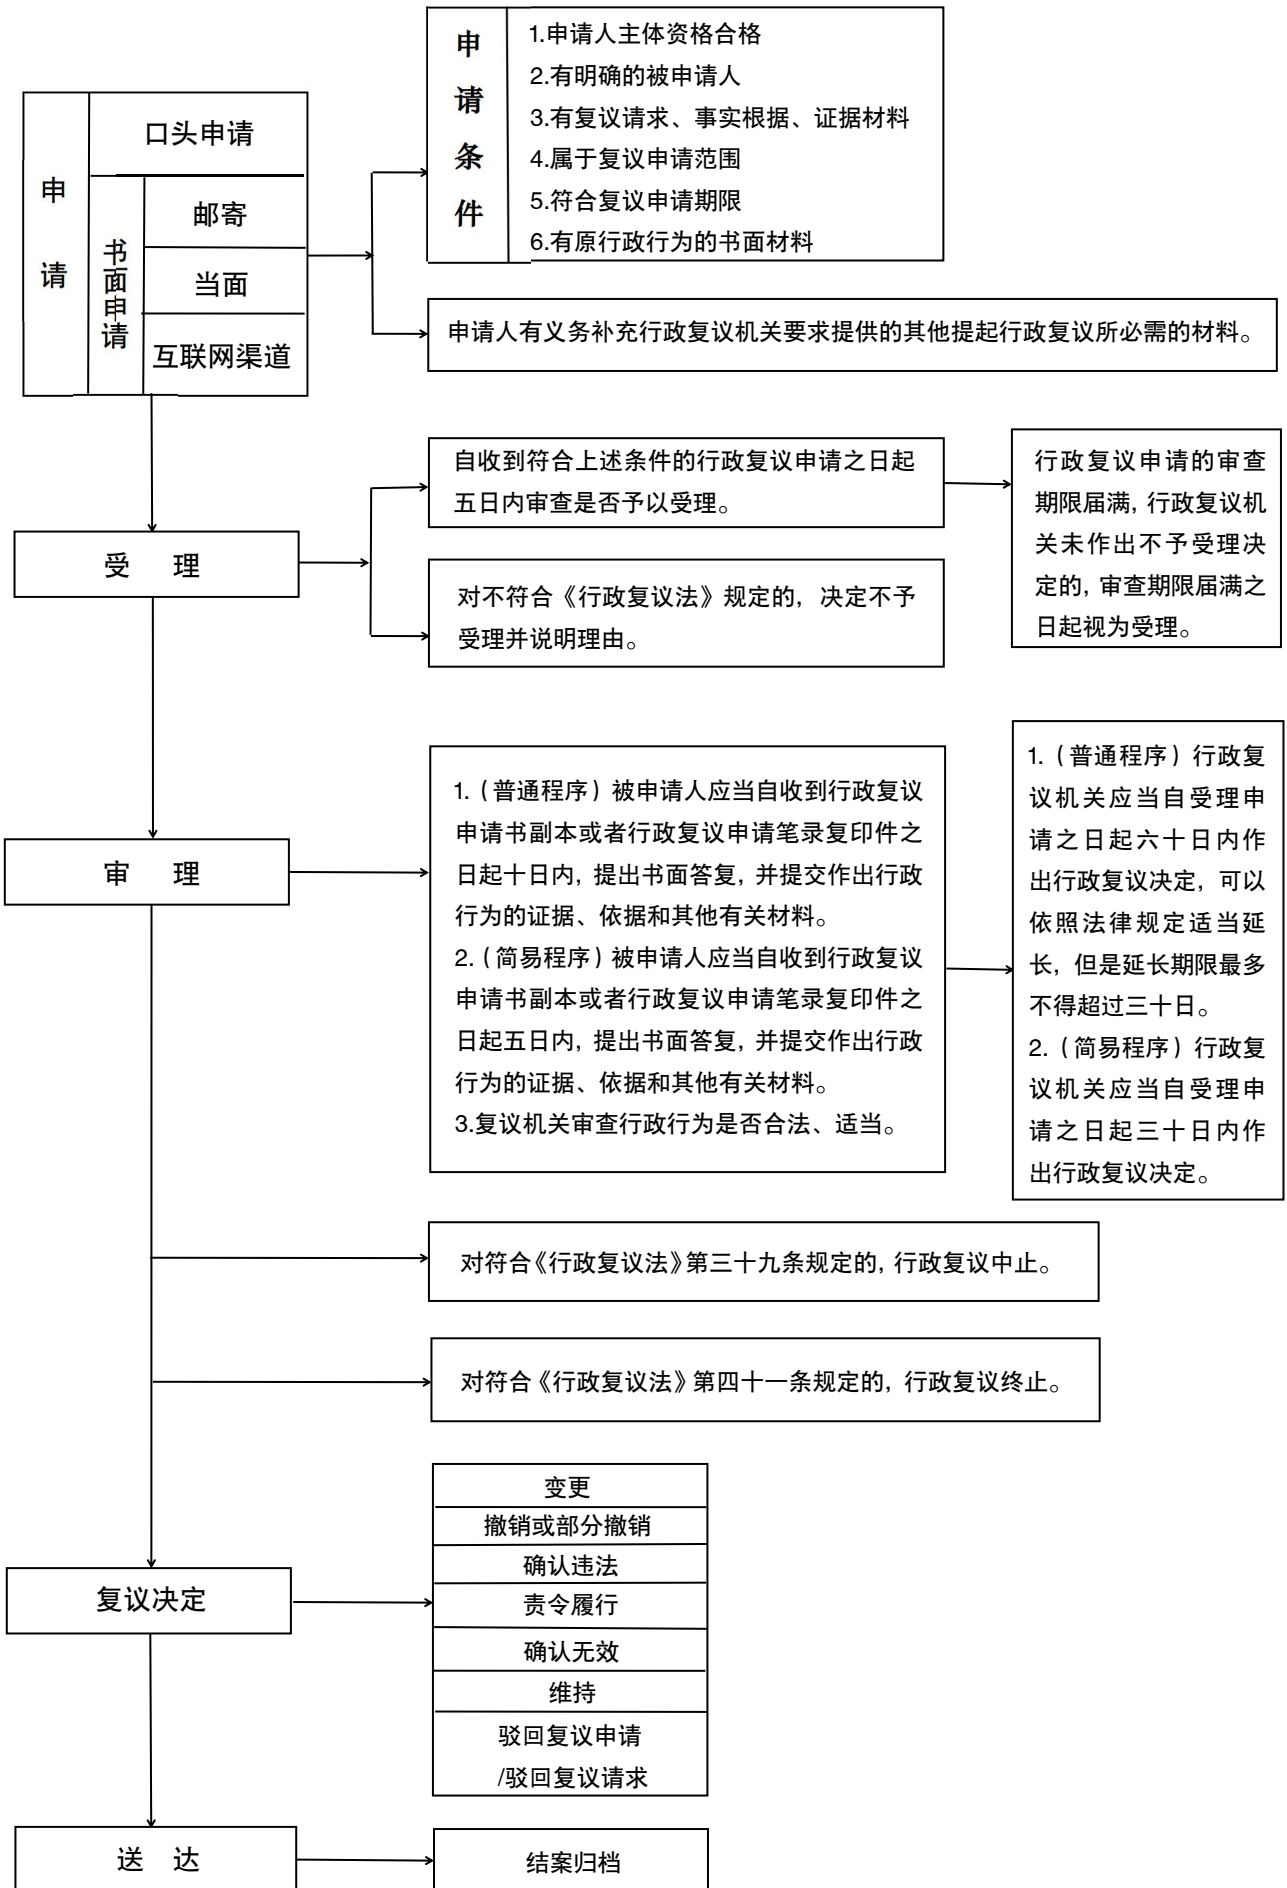 申请
口头申请
书面申请
邮寄
当面
互联网渠道
申请条件
1.申请人主体资格合格
2.有明确的被申请人
3.有复议请求、事实根据、证据材料
4.属于复议申请范围
5.符合复议申请期限
6.有原行政行为的书面材料
申请人有义务补充行政复议机关要求提供的其他提起行政复议所必需的材料。
受 理
自收到符合上述条件的行政复议申请之日起
五日内审查是否予以受理。
对不符合《行政复议法》规定的，决定不予
受理并说明理由。
行政复议申请的审查
期限届满，行政复议机
关未作出不予受理决
定的，审查期限届满之
日起视为受理。
审 理
1.（普通程序）被申请人应当自收到行政复议
申请书副本或者行政复议申请笔录复印件之
日起十日内，提出书面答复，并提交作出行政
行为的证据、依据和其他有关材料。
2.（简易程序）被申请人应当自收到行政复议
申请书副本或者行政复议申请笔录复印件之
日起五日内，提出书面答复，并提交作出行政
行为的证据、依据和其他有关材料。
3.复议机关审查行政行为是否合法、适当。
1.（普通程序）行政复
议机关应当自受理申
请之日起六十日内作
出行政复议决定，可以
依照法律规定适当延
长，但是延长期限最多
不得超过三十日。
2.（简易程序）行政复
议机关应当自受理申
请之日起三十日内作
出行政复议决定。
对符合《行政复议法》第三十九条规定的，行政复议中止。
对符合《行政复议法》第四十一条规定的，行政复议终止。
复议决定
变更
撤销或部分撤销
确认违法
责令履行
确认无效
维持
驳回复议申请
/驳回复议请求
送 达
结案归档